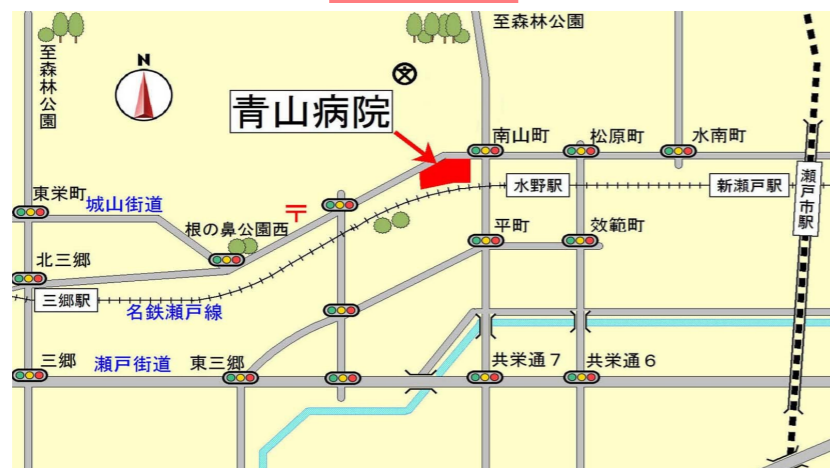 至森林公園
至森林公園
N
青山病院
南山町
松原町
水南町
水野駅
新瀬戸駅
瀬戸市駅
東栄町
城山街道
根の鼻公園西
〒
平町
効範町
北三郷
三郷駅
名鉄瀬戸線
三郷
瀬戸街道
東三郷
共栄通7
共栄通6